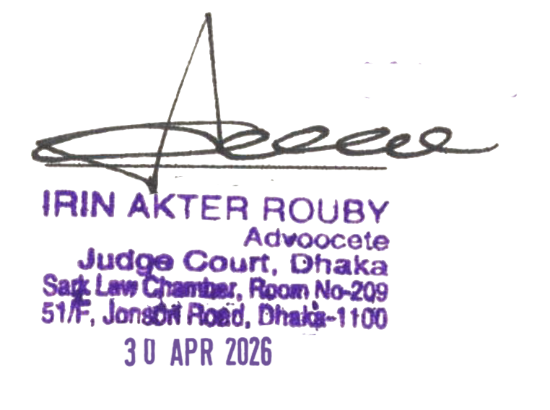 IRIN AKTER ROUBY
Advoocete
Judge Court, Dhaka
Sark Law Chamber, Room No-209
51/F, Jonson Road, Dhaka-1100
30 APR 2026